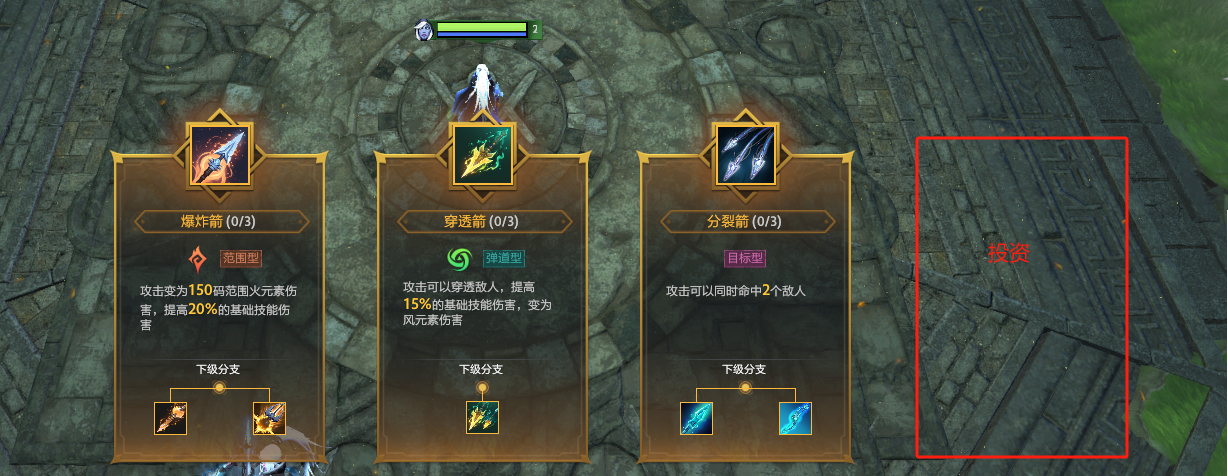 2
爆炸箭 (0/3)
范围型
攻击变为150码范围火元素伤
害，提高20%的基础技能伤
害
下级分支
穿透箭 (0/3)
弹道型
攻击可以穿透敌人，提高
15%的基础技能伤害，变为
风元素伤害
下级分支
分裂箭 (0/3)
目标型
攻击可以同时命中2个敌人
下级分支
投资